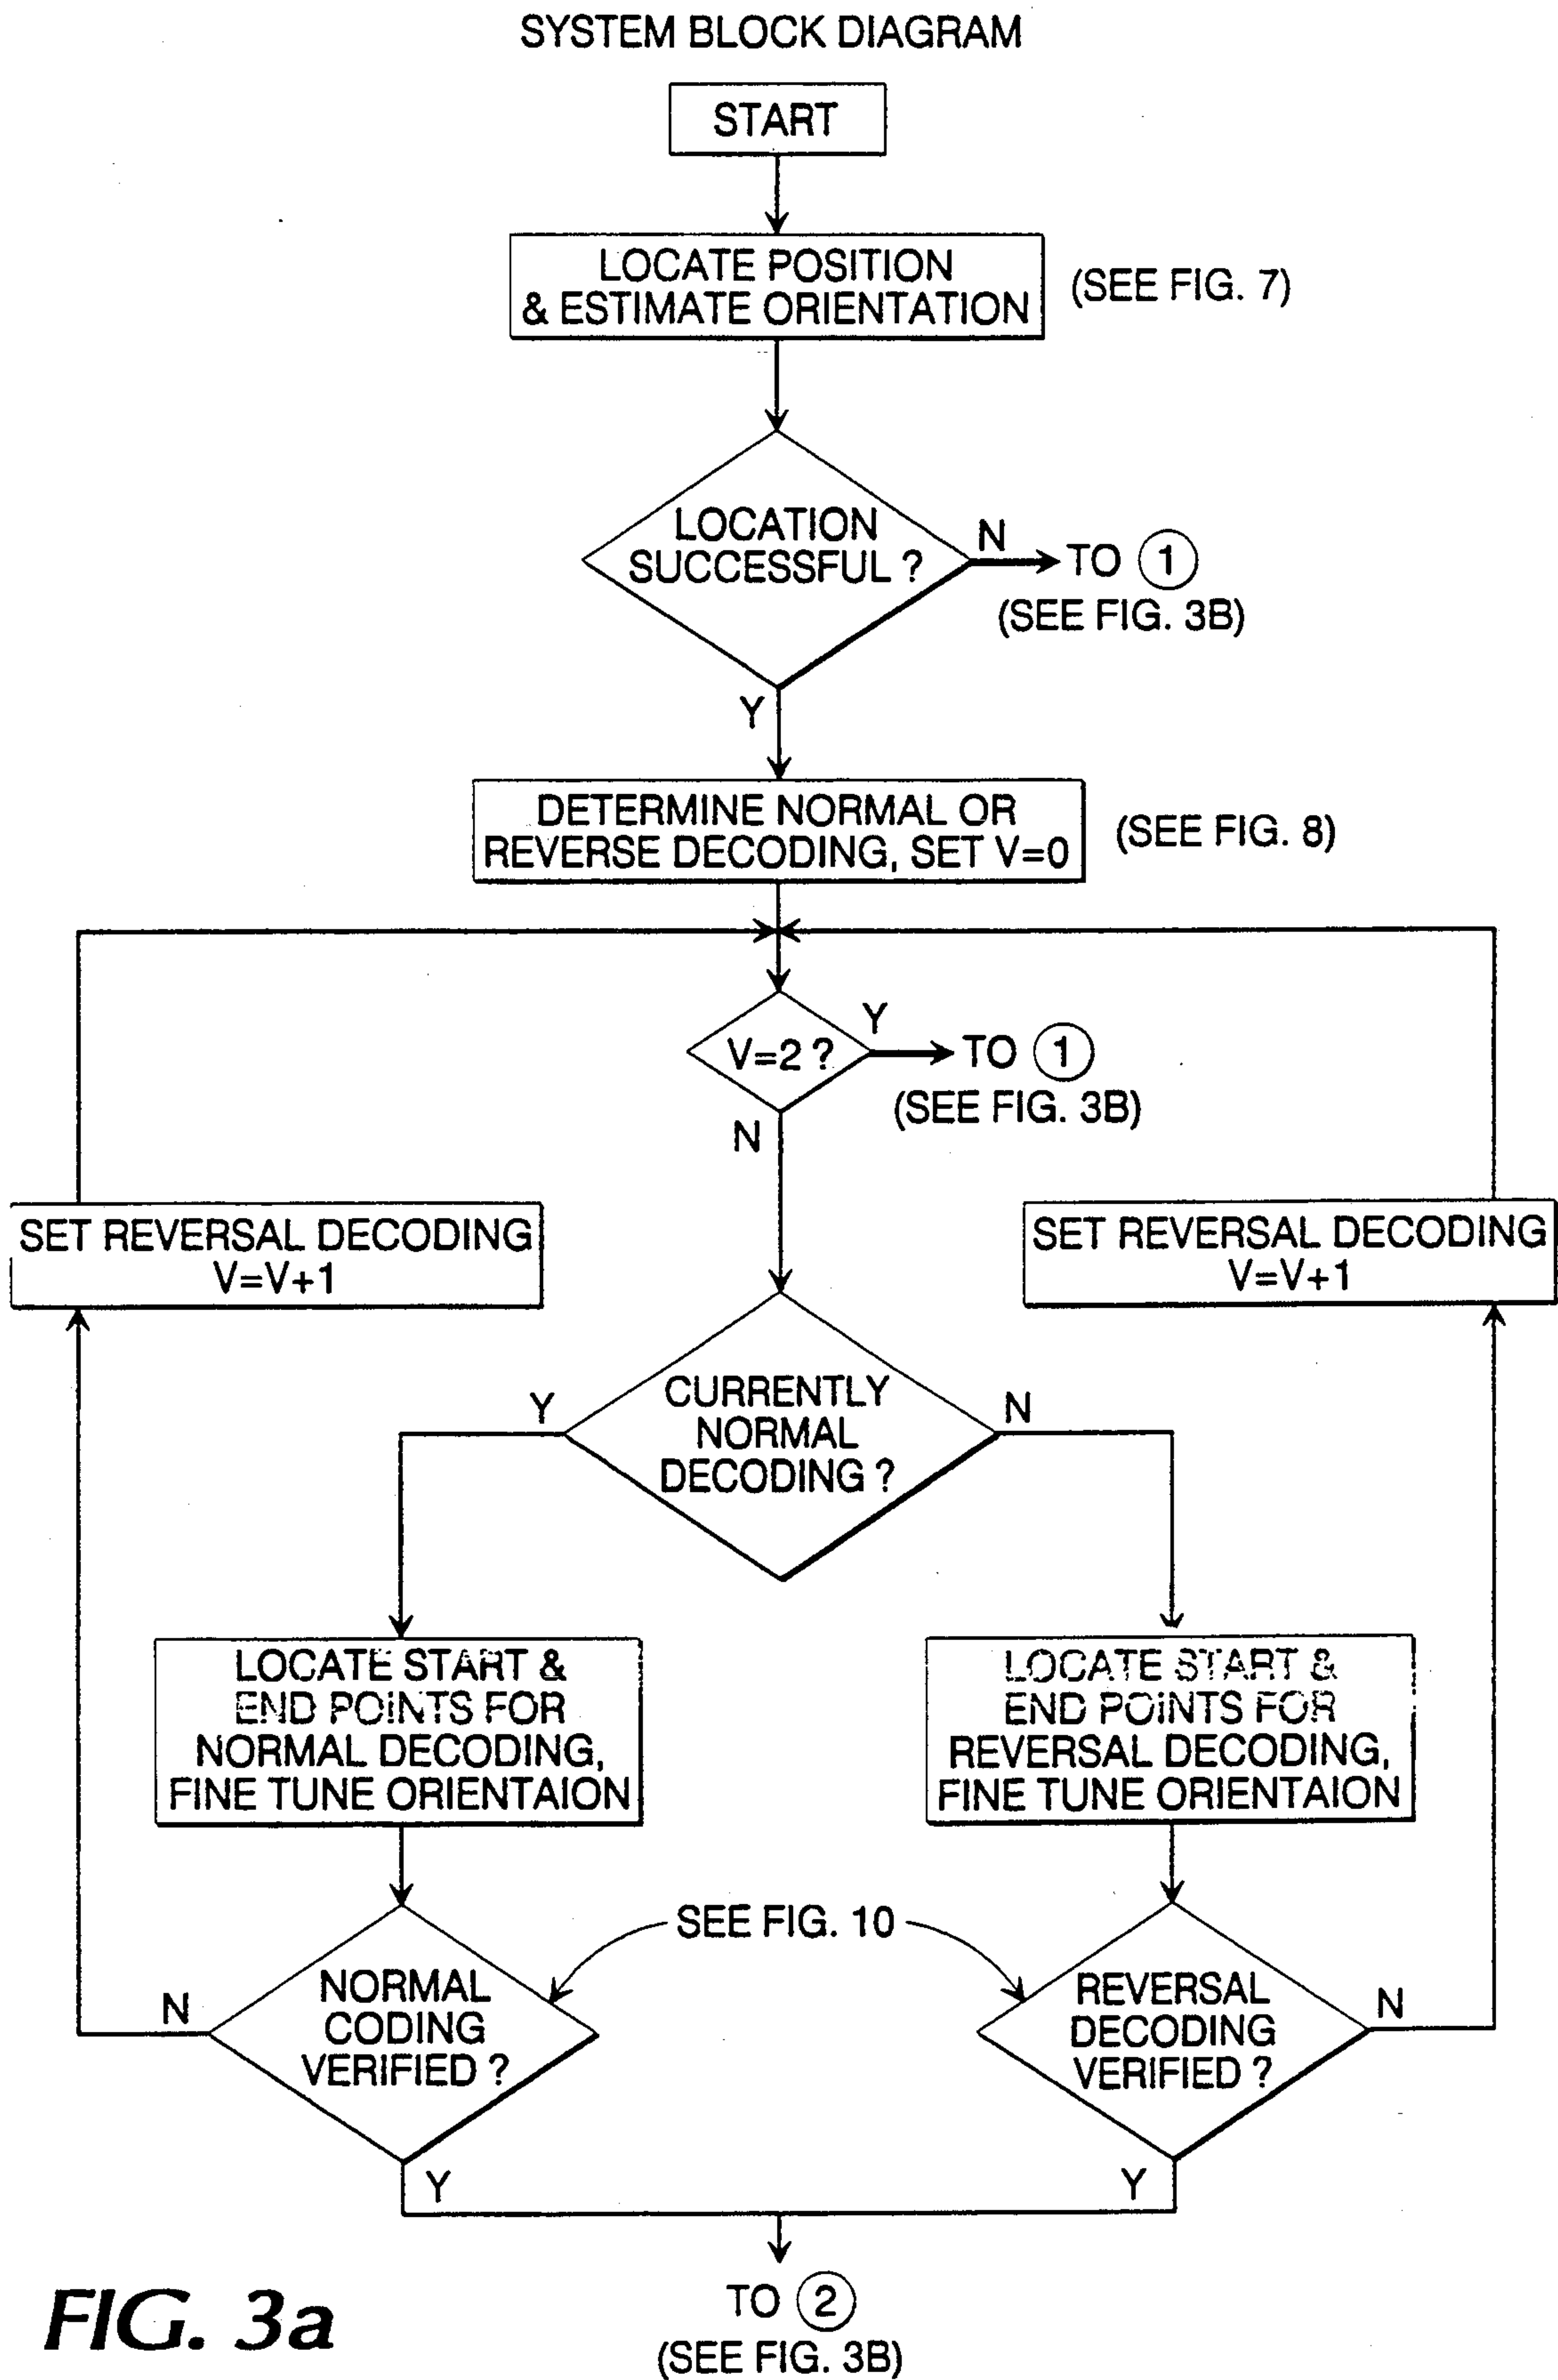 SYSTEM BLOCK DIAGRAM
START
LOCATE POSITION
& ESTIMATE ORIENTATION
(SEE FIG. 7)
LOCATION
SUCCESSFUL ?
N
TO 1
(SEE FIG. 3B)
Y
DETERMINE NORMAL OR
REVERSE DECODING, SET V=0
(SEE FIG. 8)
V=2 ?
Y
TO 1
(SEE FIG. 3B)
N
SET REVERSAL DECODING
V=V+1
SET REVERSAL DECODING
V=V+1
CURRENTLY
NORMAL
DECODING ?
Y
N
LOCATE START &
END POINTS FOR
NORMAL DECODING,
FINE TUNE ORIENTAION
LOCATE START &
END POINTS FOR
REVERSAL DECODING,
FINE TUNE ORIENTAION
SEE FIG. 10
NORMAL
CODING
VERIFIED ?
N
Y
REVERSAL
DECODING
VERIFIED ?
N
Y
TO 2
(SEE FIG. 3B)
FIG. 3a